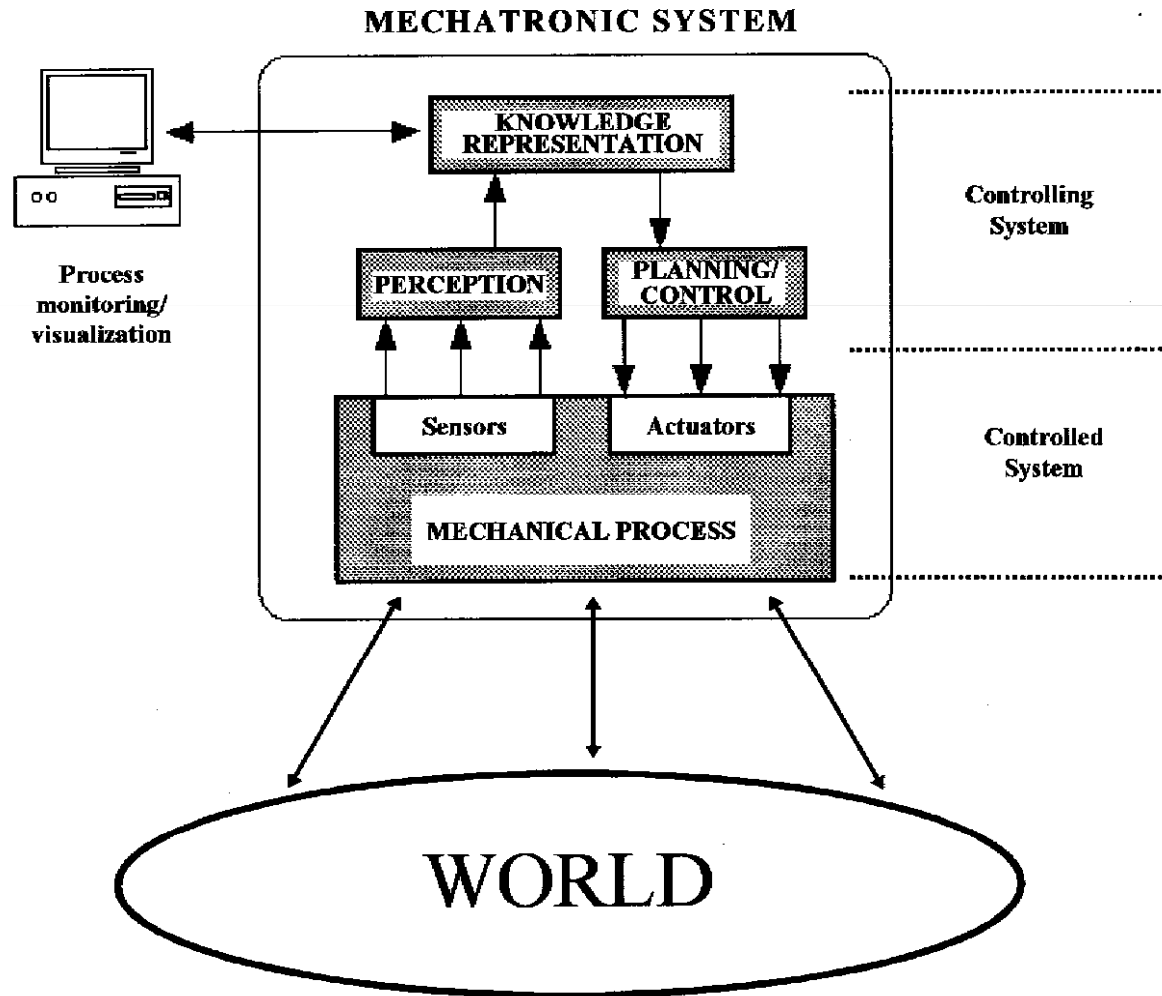 MECHATRONIC SYSTEM
KNOWLEDGE
REPRESENTATION
Controlling
System
Process
monitoring/
visualization
PERCEPTION
PLANNING/
CONTROL
Sensors
Actuators
Controlled
System
MECHANICAL PROCESS
WORLD